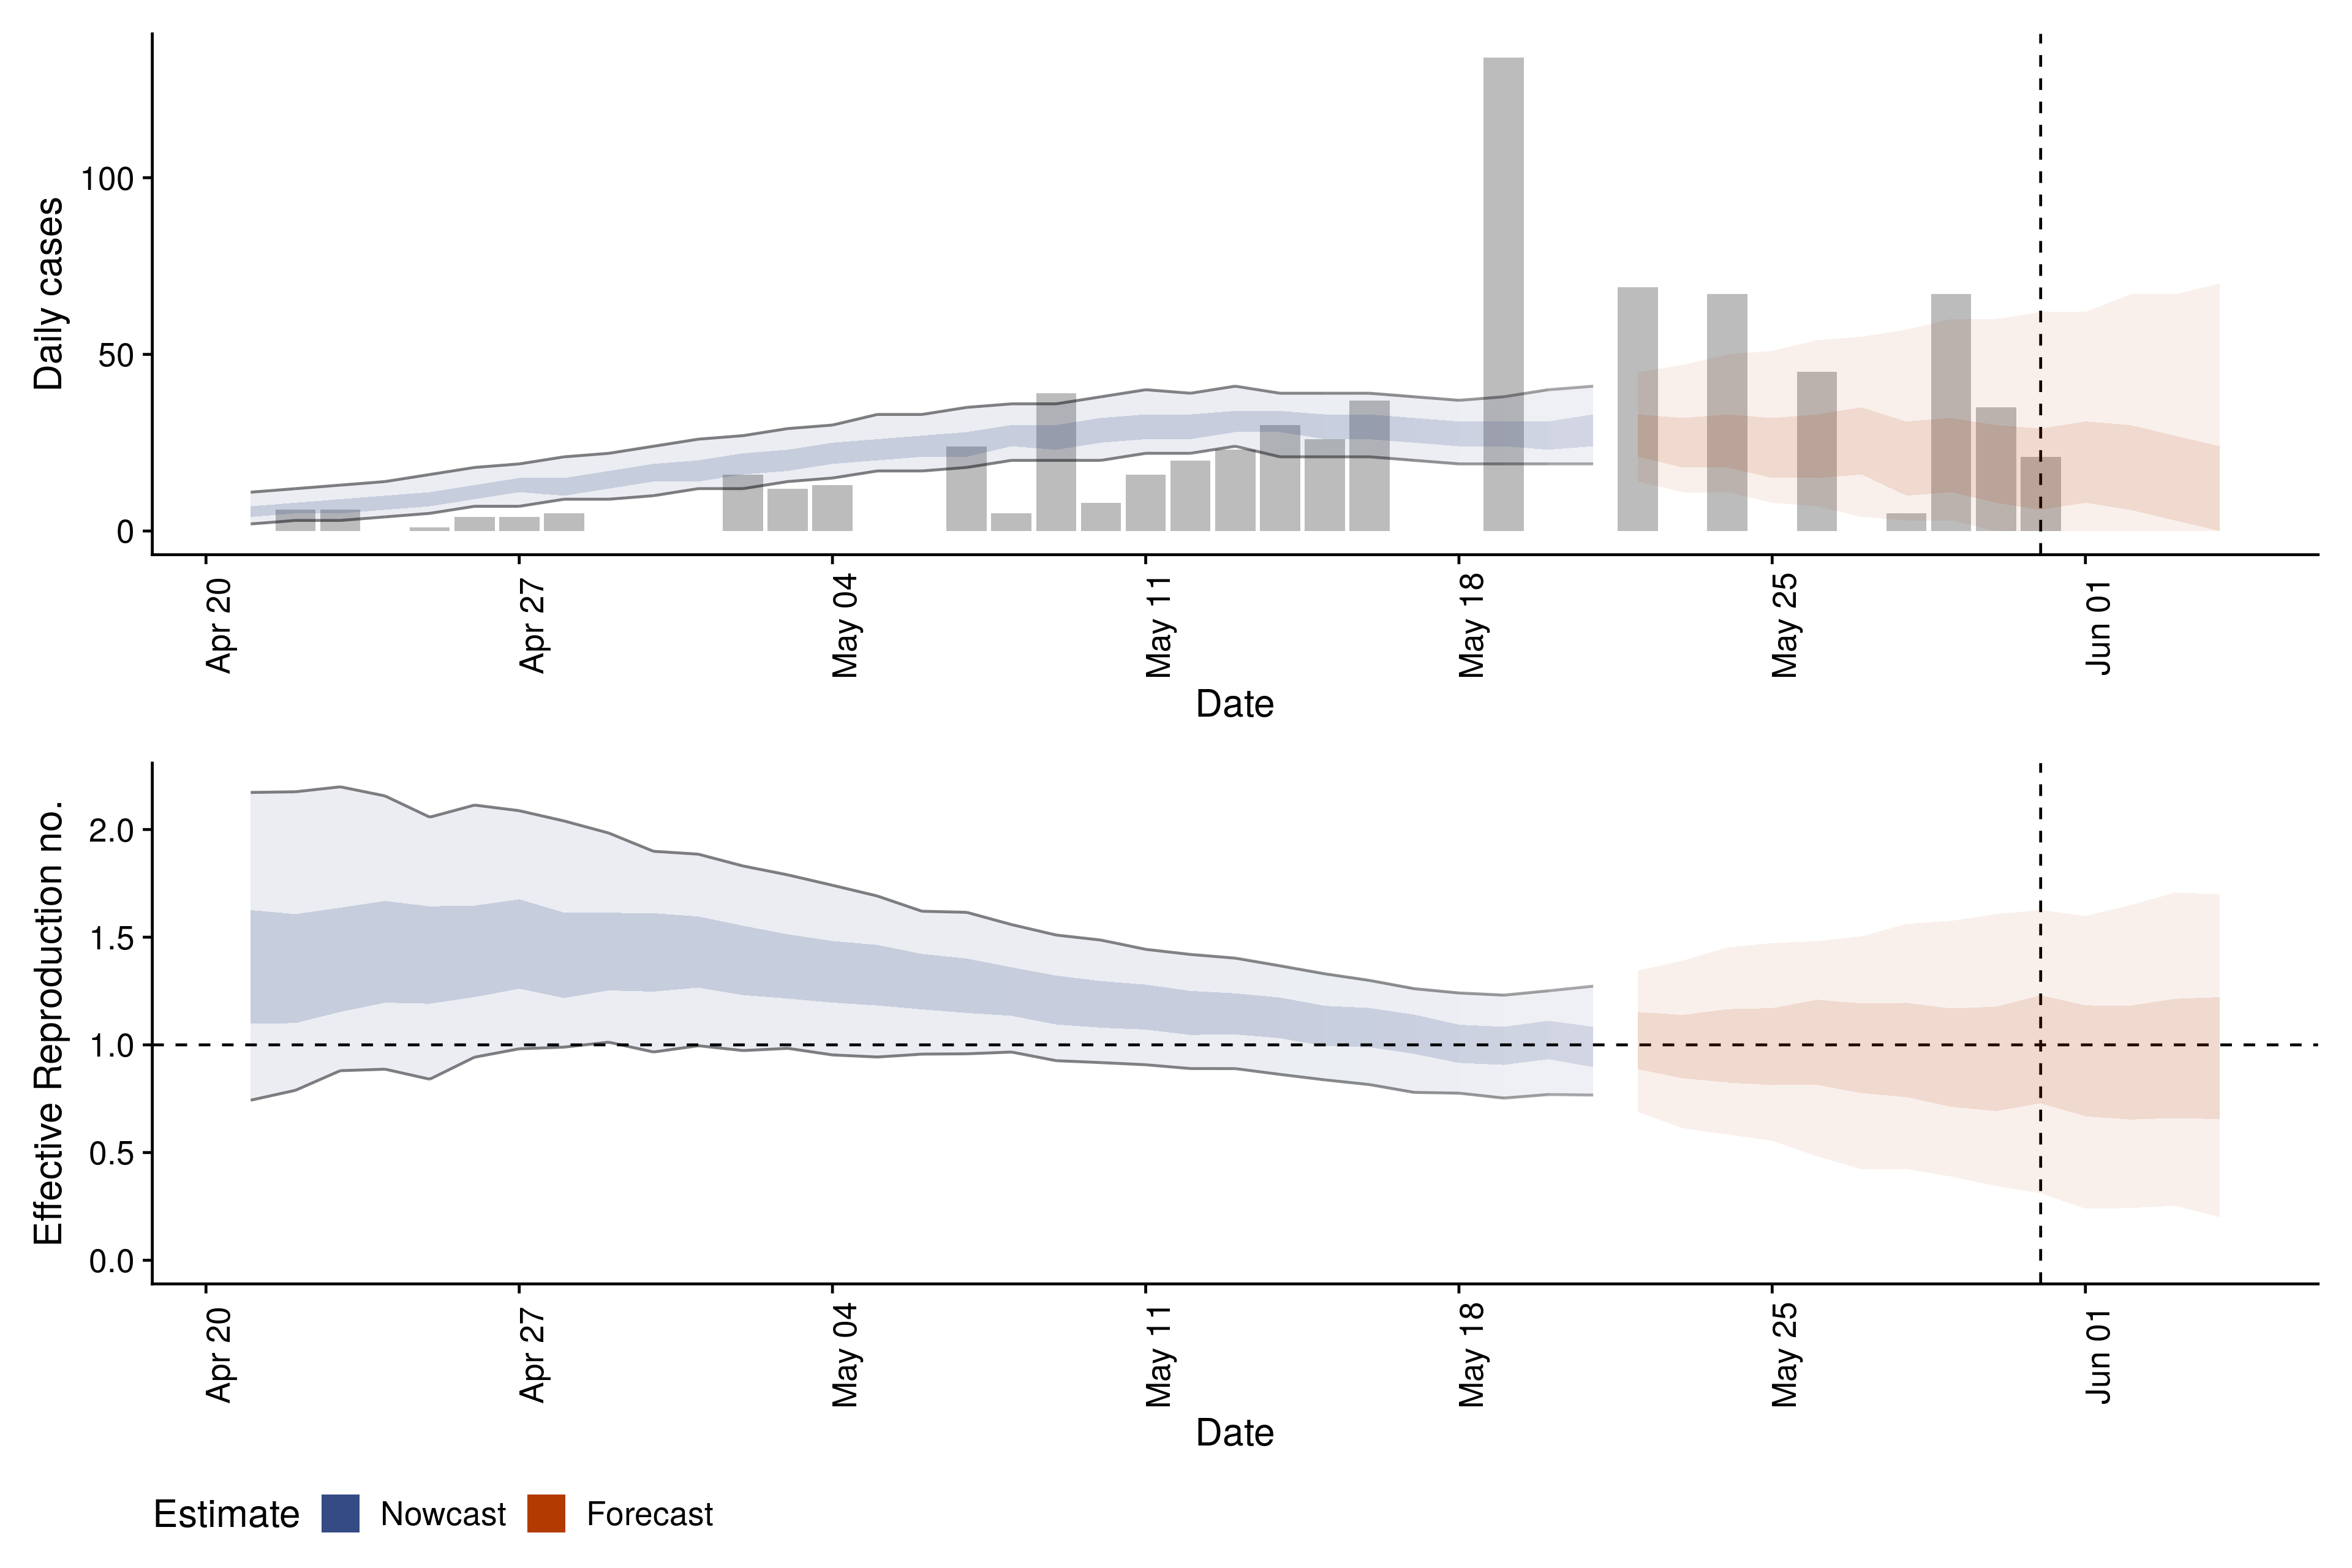 Daily cases
100
50
0
Apr 20
Apr 27
May 04
May 11
May 18
May 25
Jun 01
Date
Effective Reproduction no.
2.0
1.5
1.0
0.5
0.0
Apr 20
Apr 27
May 04
May 11
May 18
May 25
Jun 01
Date
Estimate Nowcast Forecast